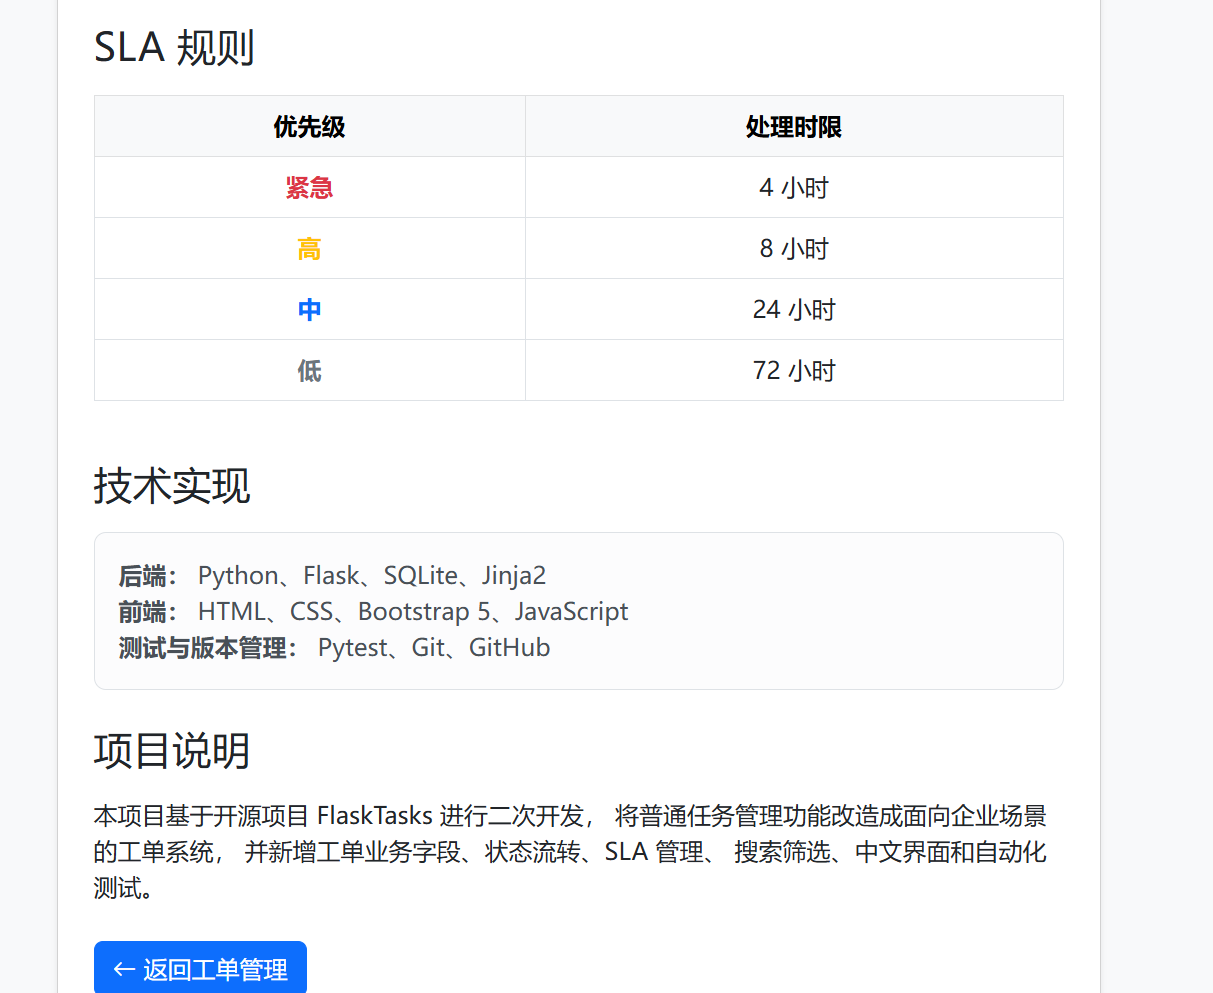 SLA 规则
优先级 处理时限
紧急 4 小时
高 8 小时
中 24 小时
低 72 小时
技术实现
后端： Python、Flask、SQLite、Jinja2
前端： HTML、CSS、Bootstrap 5、JavaScript
测试与版本管理： Pytest、Git、GitHub
项目说明
本项目基于开源项目 FlaskTasks 进行二次开发， 将普通任务管理功能改造成面向企业场景
的工单系统， 并新增工单业务字段、状态流转、SLA 管理、 搜索筛选、中文界面和自动化
测试。
← 返回工单管理